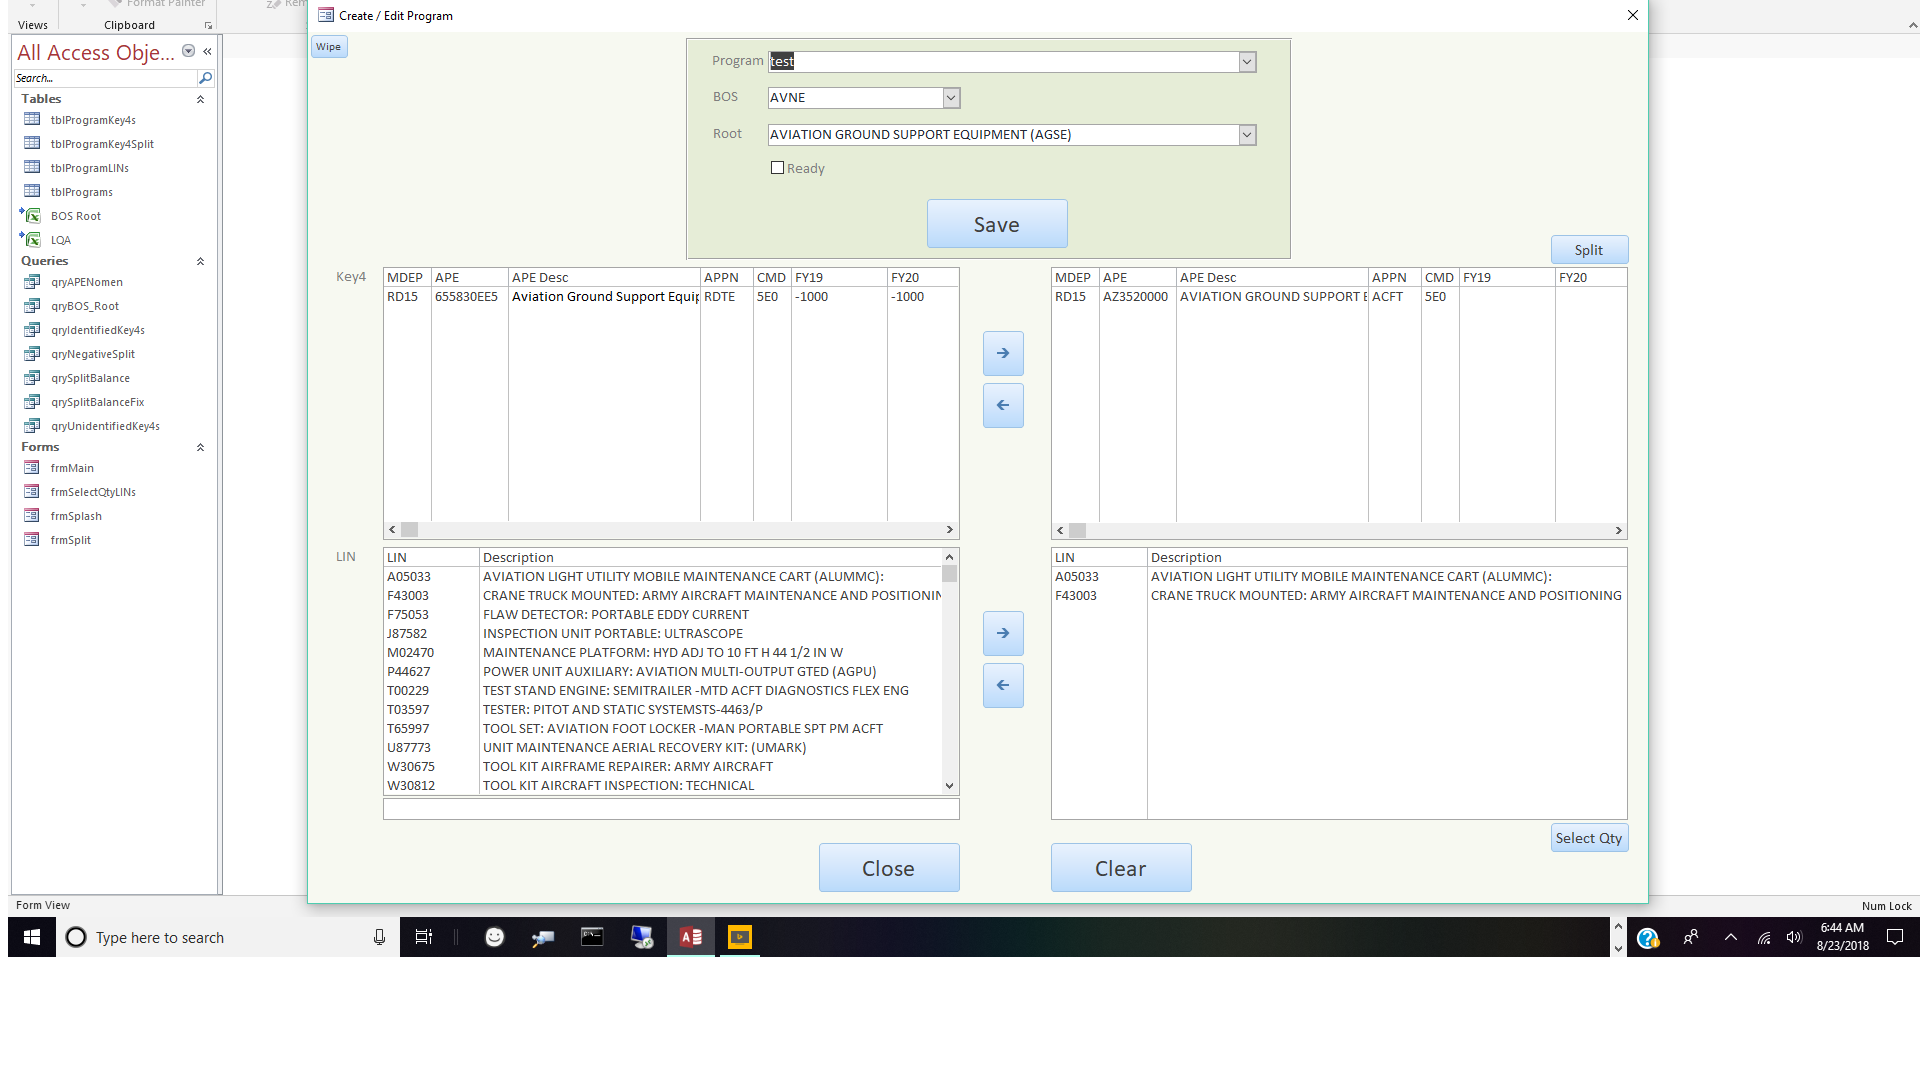 Format Painter
Views
Clipboard
Create / Edit Program
All Access Obje...
Search...
Tables
tblProgramKey4s
tblProgramKey4Split
tblProgramLINs
tblPrograms
BOS Root
LQA
Queries
qryAPENomen
qryBOS_Root
qryIdentifiedKey4s
qryNegativeSplit
qrySplitBalance
qrySplitBalanceFix
qryUnidentifiedKey4s
Forms
frmMain
frmSelectQtyLINs
frmSplash
frmSplit
Wipe
Program test
BOS AVNE
Root AVIATION GROUND SUPPORT EQUIPMENT (AGSE)
Ready
Save
Split
Key4
MDEP APE APE Desc APPN CMD FY19 FY20
RD15 655830EE5 Aviation Ground Support Equip RDTE 5E0 -1000 -1000
MDEP APE APE Desc APPN CMD FY19 FY20
RD15 AZ3520000 AVIATION GROUND SUPPORT E ACFT 5E0
LIN
LIN Description
A05033 AVIATION LIGHT UTILITY MOBILE MAINTENANCE CART (ALUMMC):
F43003 CRANE TRUCK MOUNTED: ARMY AIRCRAFT MAINTENANCE AND POSITIONIN
F75053 FLAW DETECTOR: PORTABLE EDDY CURRENT
J87582 INSPECTION UNIT PORTABLE: ULTRASCOPE
M02470 MAINTENANCE PLATFORM: HYD ADJ TO 10 FT H 44 1/2 IN W
P44627 POWER UNIT AUXILIARY: AVIATION MULTI-OUTPUT GTED (AGPU)
T00229 TEST STAND ENGINE: SEMITRAILER -MTD ACFT DIAGNOSTICS FLEX ENG
T03597 TESTER: PITOT AND STATIC SYSTEMSTS-4463/P
T65997 TOOL SET: AVIATION FOOT LOCKER -MAN PORTABLE SPT PM ACFT
U87773 UNIT MAINTENANCE AERIAL RECOVERY KIT: (UMARK)
W30675 TOOL KIT AIRFRAME REPAIRER: ARMY AIRCRAFT
W30812 TOOL KIT AIRCRAFT INSPECTION: TECHNICAL
LIN Description
A05033 AVIATION LIGHT UTILITY MOBILE MAINTENANCE CART (ALUMMC):
F43003 CRANE TRUCK MOUNTED: ARMY AIRCRAFT MAINTENANCE AND POSITIONING
Select Qty
Close
Clear
Form View
Num Lock
Type here to search
6:44 AM
8/23/2018